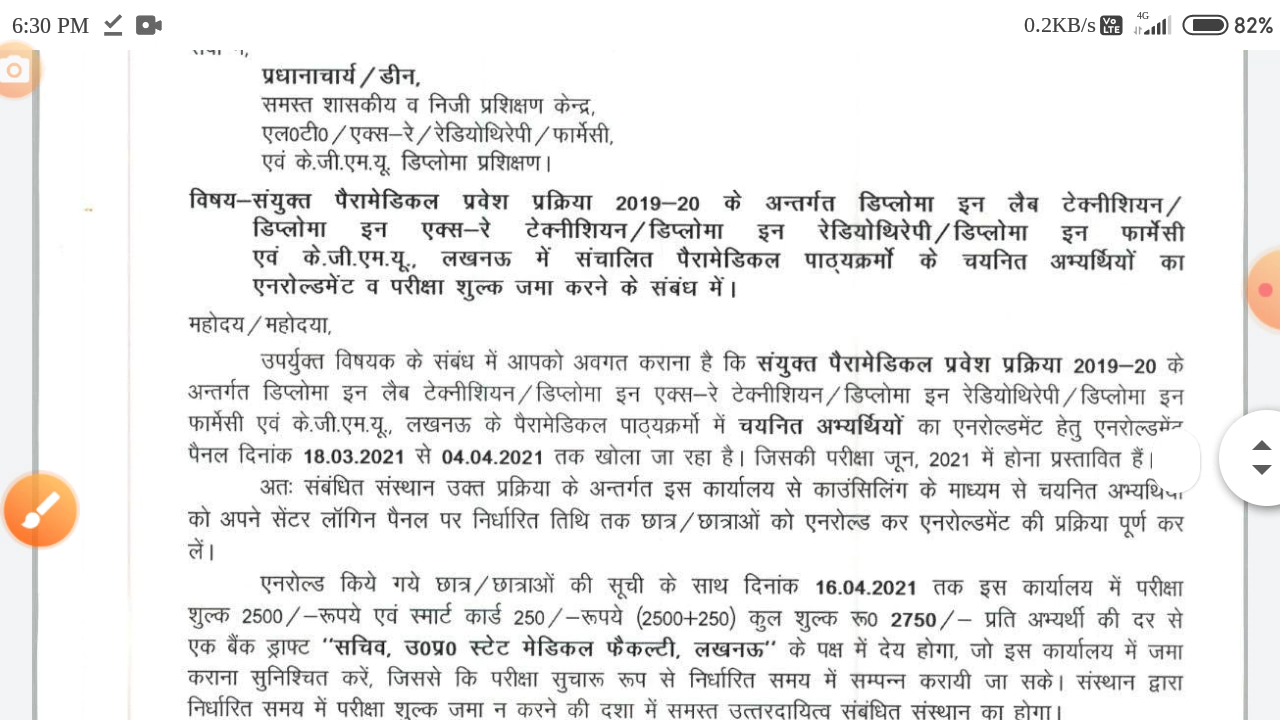 6:30 PM 0.2KB/s Vo LTE 4G 82%
प्रधानाचार्य/डीन,
समस्त शासकीय व निजी प्रशिक्षण केन्द्र,
एल0टी0/एक्स–रे/रेडियोथिरेपी/फार्मेसी,
एवं के.जी.एम.यू. डिप्लोमा प्रशिक्षण।
विषय–संयुक्त पैरामेडिकल प्रवेश प्रक्रिया 2019–20 के अन्तर्गत डिप्लोमा इन लैब टेक्नीशियन/
डिप्लोमा इन एक्स–रे टेक्नीशियन/डिप्लोमा इन रेडियोथिरेपी/डिप्लोमा इन फार्मेसी
एवं के.जी.एम.यू., लखनऊ में संचालित पैरामेडिकल पाठ्यक्रमों के चयनित अभ्यर्थियों का
एनरोल्डमेंट व परीक्षा शुल्क जमा करने के संबंध में।
महोदय/महोदया,
उपर्युक्त विषयक के संबंध में आपको अवगत कराना है कि संयुक्त पैरामेडिकल प्रवेश प्रक्रिया 2019–20 के
अन्तर्गत डिप्लोमा इन लैब टेक्नीशियन/डिप्लोमा इन एक्स–रे टेक्नीशियन/डिप्लोमा इन रेडियोथिरेपी/डिप्लोमा इन
फार्मेसी एवं के.जी.एम.यू., लखनऊ के पैरामेडिकल पाठ्यक्रमों में चयनित अभ्यर्थियों का एनरोल्डमेंट हेतु एनरोल्डमेंट
पैनल दिनांक 18.03.2021 से 04.04.2021 तक खोला जा रहा है। जिसकी परीक्षा जून, 2021 में होना प्रस्तावित हैं।
अतः संबंधित संस्थान उक्त प्रक्रिया के अन्तर्गत इस कार्यालय से काउंसिलिंग के माध्यम से चयनित अभ्यर्थियों
को अपने सेंटर लॉगिन पैनल पर निर्धारित तिथि तक छात्र/छात्राओं को एनरोल्ड कर एनरोल्डमेंट की प्रक्रिया पूर्ण कर
लें।
एनरोल्ड किये गये छात्र/छात्राओं की सूची के साथ दिनांक 16.04.2021 तक इस कार्यालय में परीक्षा
शुल्क 2500/–रूपये एवं स्मार्ट कार्ड 250/–रूपये (2500+250) कुल शुल्क रू0 2750/– प्रति अभ्यर्थी की दर से
एक बैंक ड्राफ्ट "सचिव, उ0प्र0 स्टेट मेडिकल फैकल्टी, लखनऊ" के पक्ष में देय होगा, जो इस कार्यालय में जमा
कराना सुनिश्चित करें, जिससे कि परीक्षा सुचारू रूप से निर्धारित समय में सम्पन्न करायी जा सके। संस्थान द्वारा
निर्धारित समय में परीक्षा शुल्क जमा न करने की दशा में समस्त उत्तरदायित्व संबंधित संस्थान का होगा।